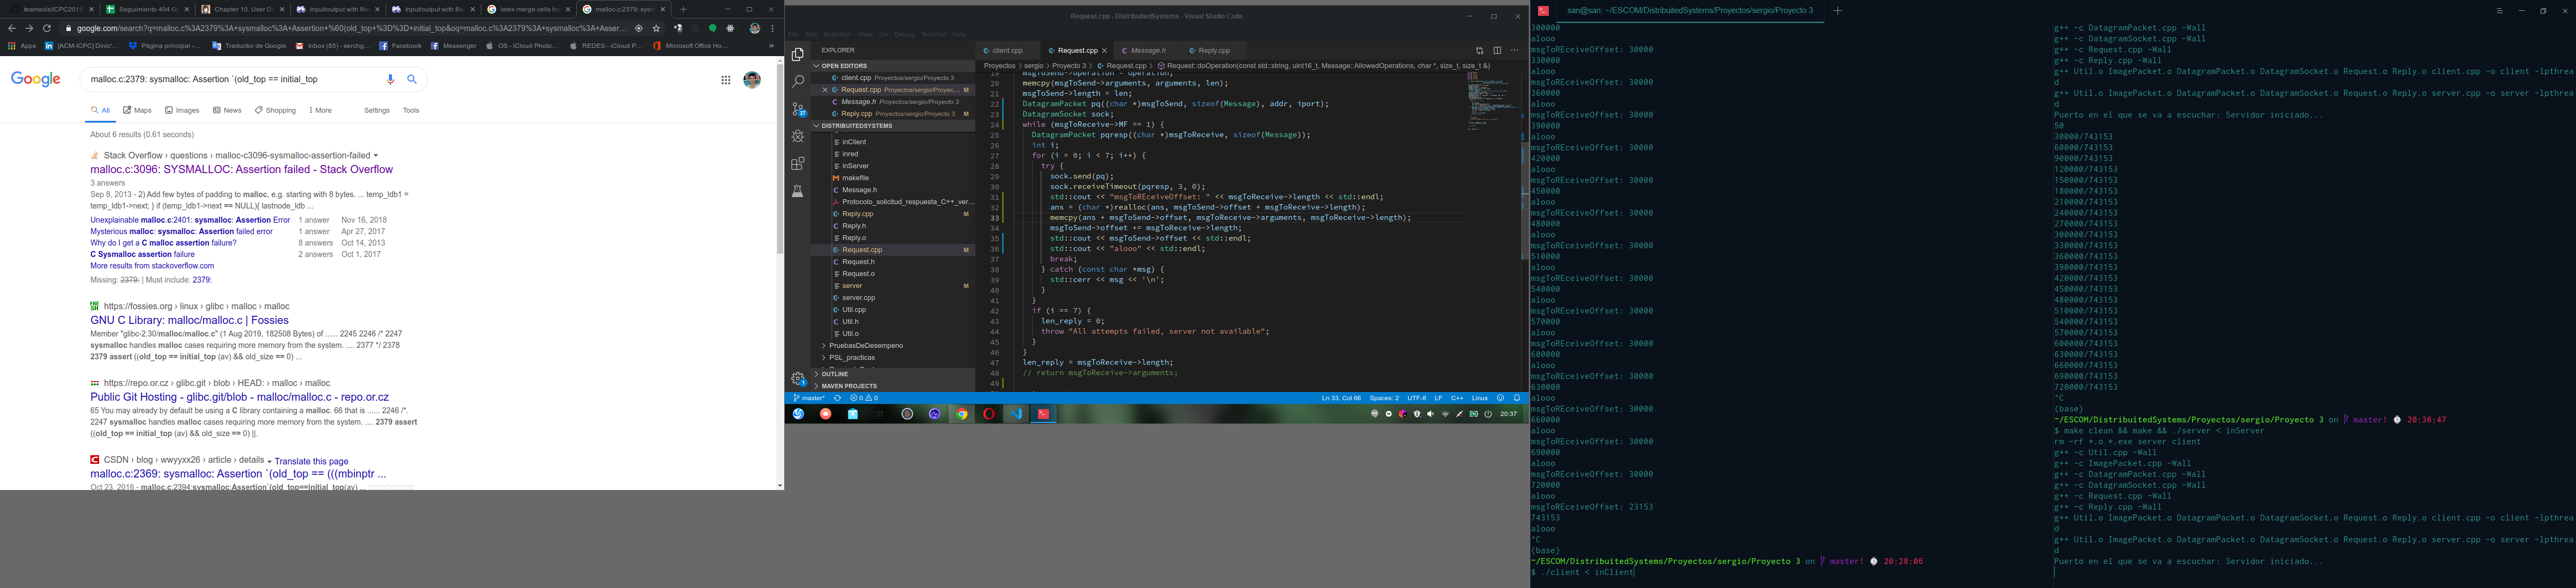 teamsols/ICPC2019
Seguimiento 404 G
Chapter 10. User Da
Input/output with file
Input/output with file
latex merge cells ho
malloc.c:2379: sysm
google.com/search?q=malloc.c%3A2379%3A+sysmalloc%3A+Assertion+%60(old_top+%3D%3D+initial_top&oq=malloc.c%3A2379%3A+sysmalloc%3A+Asser...
Apps
[ACM-ICPC] Dinic'...
Página principal -...
Traductor de Google
Inbox (85) - serchg...
Facebook
Messenger
OS - iCloud Photo...
REDES - iCloud P...
Microsoft Office Ho...
Google
malloc.c:2379: sysmalloc: Assertion `(old_top == initial_top
All
Maps
Images
News
Shopping
More
Settings
Tools
About 6 results (0.61 seconds)
Stack Overflow › questions › malloc-c3096-sysmalloc-assertion-failed
malloc.c:3096: SYSMALLOC: Assertion failed - Stack Overflow
3 answers
Sep 8, 2013 - 2) Add few bytes of padding to malloc, e.g. starting with 8 bytes. ... temp_ldb1 =
temp_ldb1->next; } if (temp_ldb1->next == NULL){ lastnode_ldb ...
Unexplainable malloc.c:2401: sysmalloc: Assertion Error 1 answer Nov 16, 2018
Mysterious malloc: sysmalloc: Assertion failed error 1 answer Apr 27, 2017
Why do I get a C malloc assertion failure? 8 answers Oct 14, 2013
C Sysmalloc assertion failure 2 answers Oct 1, 2017
More results from stackoverflow.com
Missing: 2379: | Must include: 2379:
https://fossies.org › linux › glibc › malloc › malloc
GNU C Library: malloc/malloc.c | Fossies
Member "glibc-2.30/malloc/malloc.c" (1 Aug 2019, 182508 Bytes) of ...... 2245 2246 /* 2247
sysmalloc handles malloc cases requiring more memory from the system. .... 2377 */ 2378
2379 assert ((old_top == initial_top (av) && old_size == 0) ...
https://repo.or.cz › glibc.git › blob › HEAD: › malloc › malloc
Public Git Hosting - glibc.git/blob - malloc/malloc.c - repo.or.cz
65 You may already by default be using a C library containing a malloc. 66 that is ...... 2246 /*.
2247 sysmalloc handles malloc cases requiring more memory from the system. .... 2379 assert
((old_top == initial_top (av) && old_size == 0) ||.
CSDN › blog › wwyyxx26 › article › details Translate this page
malloc.c:2369: sysmalloc: Assertion `(old_top == (((mbinptr ...
Oct 23, 2016 - malloc.c:2394:sysmalloc:Assertion`(old_top==initial_top(av) ...
Request.cpp - DistributedSystems - Visual Studio Code
File Edit Selection View Go Debug Terminal Help
EXPLORER
OPEN EDITORS
client.cpp Proyectos/sergio/Proyecto 3
Request.cpp Proyectos/sergio/Proyec... M
Message.h Proyectos/sergio/Proyecto 3
Reply.cpp Proyectos/sergio/Proyecto 3 M
DISTRIBUITEDSYSTEMS
inClient
inred
inServer
makefile
Message.h
Protocolo_solicitud_respuesta_C++_ver...
Reply.cpp M
Reply.h
Reply.o
Request.cpp M
Request.h
Request.o
server M
server.cpp
Util.cpp
Util.h
Util.o
PruebasDeDesempeno
PSL_practicas
OUTLINE
MAVEN PROJECTS
client.cpp
Request.cpp
Message.h
Reply.cpp
Proyectos › sergio › Proyecto 3 › Request.cpp › Request::doOperation(const std::string, uint16_t, Message::AllowedOperations, char *, size_t, size_t &)
19 msgToSend->operation = operation;
20 memcpy(msgToSend->arguments, arguments, len);
21 msgToSend->length = len;
22 DatagramPacket pq((char *)msgToSend, sizeof(Message), addr, iport);
23 DatagramSocket sock;
24 while (msgToReceive->MF == 1) {
25 DatagramPacket pqresp((char *)msgToReceive, sizeof(Message));
26 int i;
27 for (i = 0; i < 7; i++) {
28 try {
29 sock.send(pq);
30 sock.receiveTimeout(pqresp, 3, 0);
31 std::cout << "msgToREceiveOffset: " << msgToReceive->length << std::endl;
32 ans = (char *)realloc(ans, msgToSend->offset + msgToReceive->length);
33 memcpy(ans + msgToSend->offset, msgToReceive->arguments, msgToReceive->length);
34 msgToSend->offset += msgToReceive->length;
35 std::cout << msgToSend->offset << std::endl;
36 std::cout << "alooo" << std::endl;
37 break;
38 } catch (const char *msg) {
39 std::cerr << msg << '\n';
40 }
41 }
42 if (i == 7) {
43 len_reply = 0;
44 throw "All attempts failed, server not available";
45 }
46 }
47 len_reply = msgToReceive->length;
48 // return msgToReceive->arguments;
49
master*
0 0
Ln 33, Col 66
Spaces: 2
UTF-8
LF
C++
Linux
20:37
san@san: ~/ESCOM/DistribuitedSystems/Proyectos/sergio/Proyecto 3
300000
alooo
msgToREceiveOffset: 30000
330000
alooo
msgToREceiveOffset: 30000
360000
alooo
msgToREceiveOffset: 30000
390000
alooo
msgToREceiveOffset: 30000
420000
alooo
msgToREceiveOffset: 30000
450000
alooo
msgToREceiveOffset: 30000
480000
alooo
msgToREceiveOffset: 30000
510000
alooo
msgToREceiveOffset: 30000
540000
alooo
msgToREceiveOffset: 30000
570000
alooo
msgToREceiveOffset: 30000
600000
alooo
msgToREceiveOffset: 30000
630000
alooo
msgToREceiveOffset: 30000
660000
alooo
msgToREceiveOffset: 30000
690000
alooo
msgToREceiveOffset: 30000
720000
alooo
msgToREceiveOffset: 23153
743153
alooo
^C
(base)
~/ESCOM/DistribuitedSystems/Proyectos/sergio/Proyecto 3 on master! 20:28:06
$ ./client < inClient
g++ -c DatagramPacket.cpp -Wall
g++ -c DatagramSocket.cpp -Wall
g++ -c Request.cpp -Wall
g++ -c Reply.cpp -Wall
g++ Util.o ImagePacket.o DatagramPacket.o DatagramSocket.o Request.o Reply.o client.cpp -o client -lpthrea
d
g++ Util.o ImagePacket.o DatagramPacket.o DatagramSocket.o Request.o Reply.o server.cpp -o server -lpthrea
d
Puerto en el que se va a escuchar: Servidor iniciado...
50
30000/743153
60000/743153
90000/743153
120000/743153
150000/743153
180000/743153
210000/743153
240000/743153
270000/743153
300000/743153
330000/743153
360000/743153
390000/743153
420000/743153
450000/743153
480000/743153
510000/743153
540000/743153
570000/743153
600000/743153
630000/743153
660000/743153
690000/743153
720000/743153
^C
(base)
~/ESCOM/DistribuitedSystems/Proyectos/sergio/Proyecto 3 on master! 20:36:47
$ make clean && make && ./server < inServer
rm -rf *.o *.exe server client
g++ -c Util.cpp -Wall
g++ -c ImagePacket.cpp -Wall
g++ -c DatagramPacket.cpp -Wall
g++ -c DatagramSocket.cpp -Wall
g++ -c Request.cpp -Wall
g++ -c Reply.cpp -Wall
g++ Util.o ImagePacket.o DatagramPacket.o DatagramSocket.o Request.o Reply.o client.cpp -o client -lpthrea
d
g++ Util.o ImagePacket.o DatagramPacket.o DatagramSocket.o Request.o Reply.o server.cpp -o server -lpthrea
d
Puerto en el que se va a escuchar: Servidor iniciado...